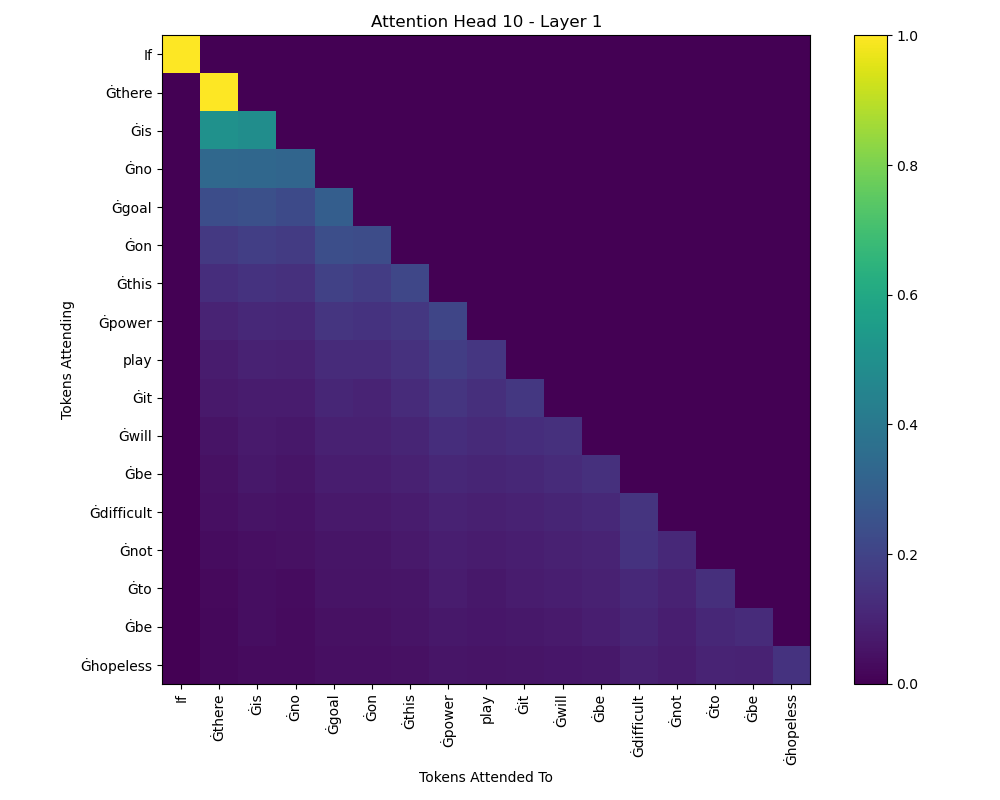 Attention Head 10 - Layer 1
If
Ġthere
Ġis
Ġno
Ġgoal
Ġon
Ġthis
Ġpower
play
Ġit
Ġwill
Ġbe
Ġdifficult
Ġnot
Ġto
Ġbe
Ġhopeless
Tokens Attending
If
Ġthere
Ġis
Ġno
Ġgoal
Ġon
Ġthis
Ġpower
play
Ġit
Ġwill
Ġbe
Ġdifficult
Ġnot
Ġto
Ġbe
Ġhopeless
Tokens Attended To
1.0
0.8
0.6
0.4
0.2
0.0